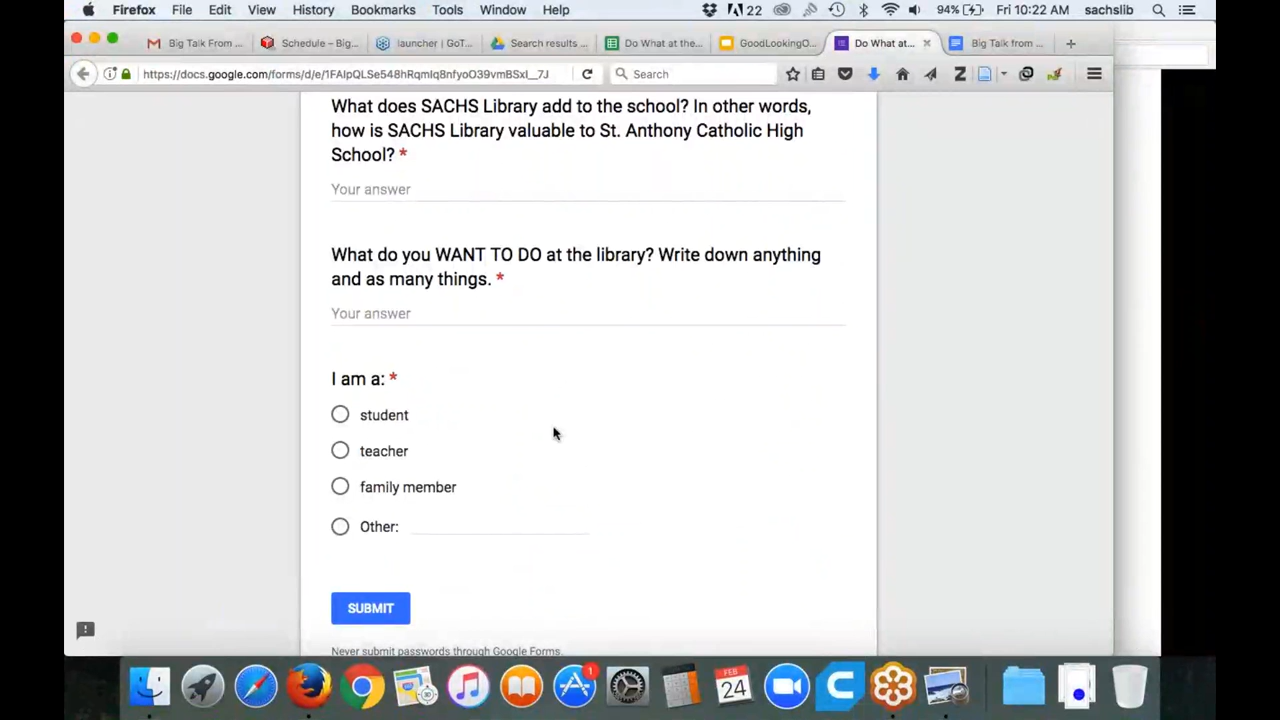 Firefox File Edit View History Bookmarks Tools Window Help 22 94% Fri 10:22 AM sachslib
Big Talk From ... Schedule – Big... launcher | GoT... Search results ... Do What at the... GoodLookingO... Do What at... Big Talk from ...
https://docs.google.com/forms/d/e/1FAIpQLSe548hRqmIq8nfyoO39vmBSxI_7J Search
What does SACHS Library add to the school? In other words,
how is SACHS Library valuable to St. Anthony Catholic High
School? *
Your answer
What do you WANT TO DO at the library? Write down anything
and as many things. *
Your answer
I am a: *
student
teacher
family member
Other:
SUBMIT
Never submit passwords through Google Forms.
1
FEB
24